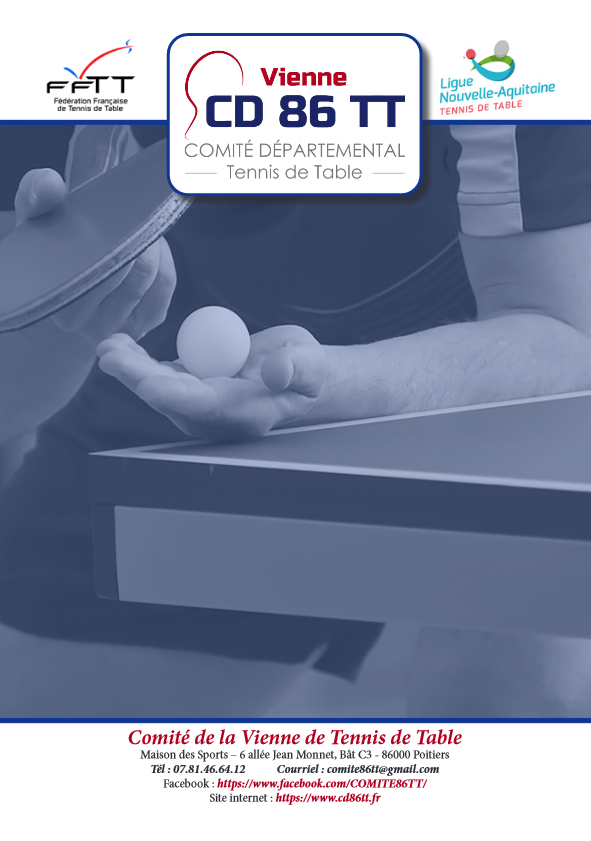 FFTT
Fédération Française
de Tennis de Table
Vienne
CD 86 TT
COMITÉ DÉPARTEMENTAL
Tennis de Table
Ligue
Nouvelle-Aquitaine
TENNIS DE TABLE
Comité de la Vienne de Tennis de Table
Maison des Sports – 6 allée Jean Monnet, Bât C3 - 86000 Poitiers
Tél : 07.81.46.64.12 Courriel : comite86tt@gmail.com
Facebook : https://www.facebook.com/COMITE86TT/
Site internet : https://www.cd86tt.fr